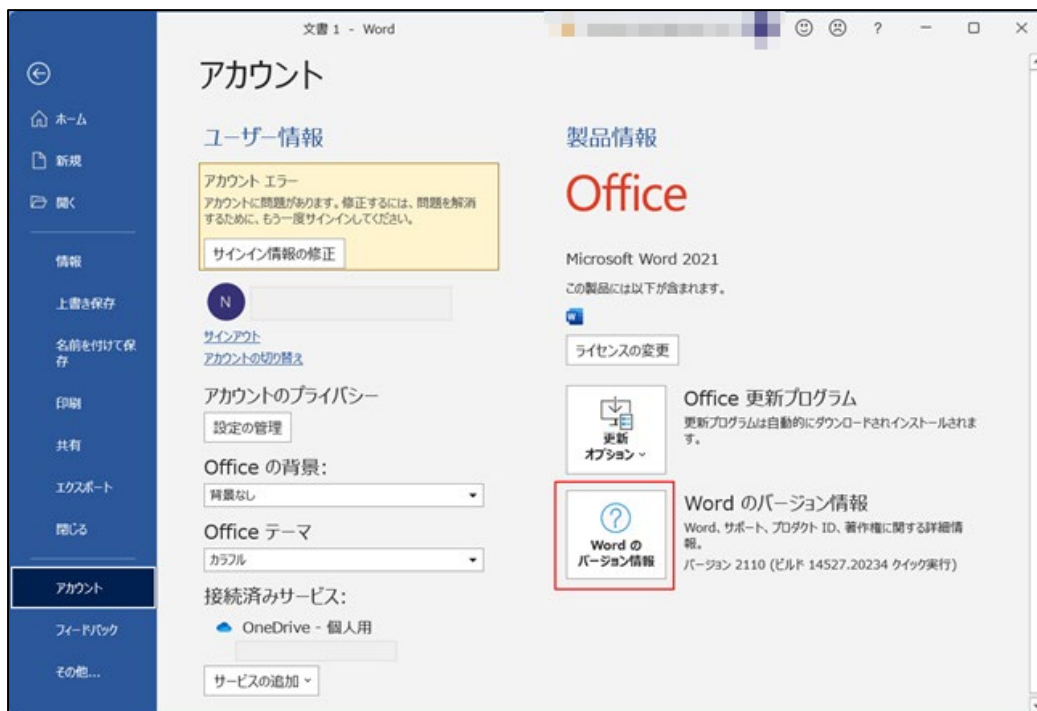 文書 1 - Word
?
アカウント
ホーム
新規
開く
情報
上書き保存
名前を付けて保
存
印刷
共有
エクスポート
閉じる
アカウント
フィードバック
その他...
ユーザー情報
アカウント エラー
アカウントに問題があります。修正するには、問題を解消
するために、もう一度サインインしてください。
サインイン情報の修正
N
サインアウト
アカウントの切り替え
アカウントのプライバシー
設定の管理
Office の背景:
背景なし
Office テーマ
カラフル
接続済みサービス:
OneDrive - 個人用
サービスの追加
製品情報
Office
Microsoft Word 2021
この製品には以下が含まれます。
ライセンスの変更
更新
オプション
Office 更新プログラム
更新プログラムは自動的にダウンロードされインストールされま
す。
Word の
バージョン情報
Word のバージョン情報
Word、サポート、プロダクト ID、著作権に関する詳細情
報。
バージョン 2110 (ビルド 14527.20234 クイック実行)